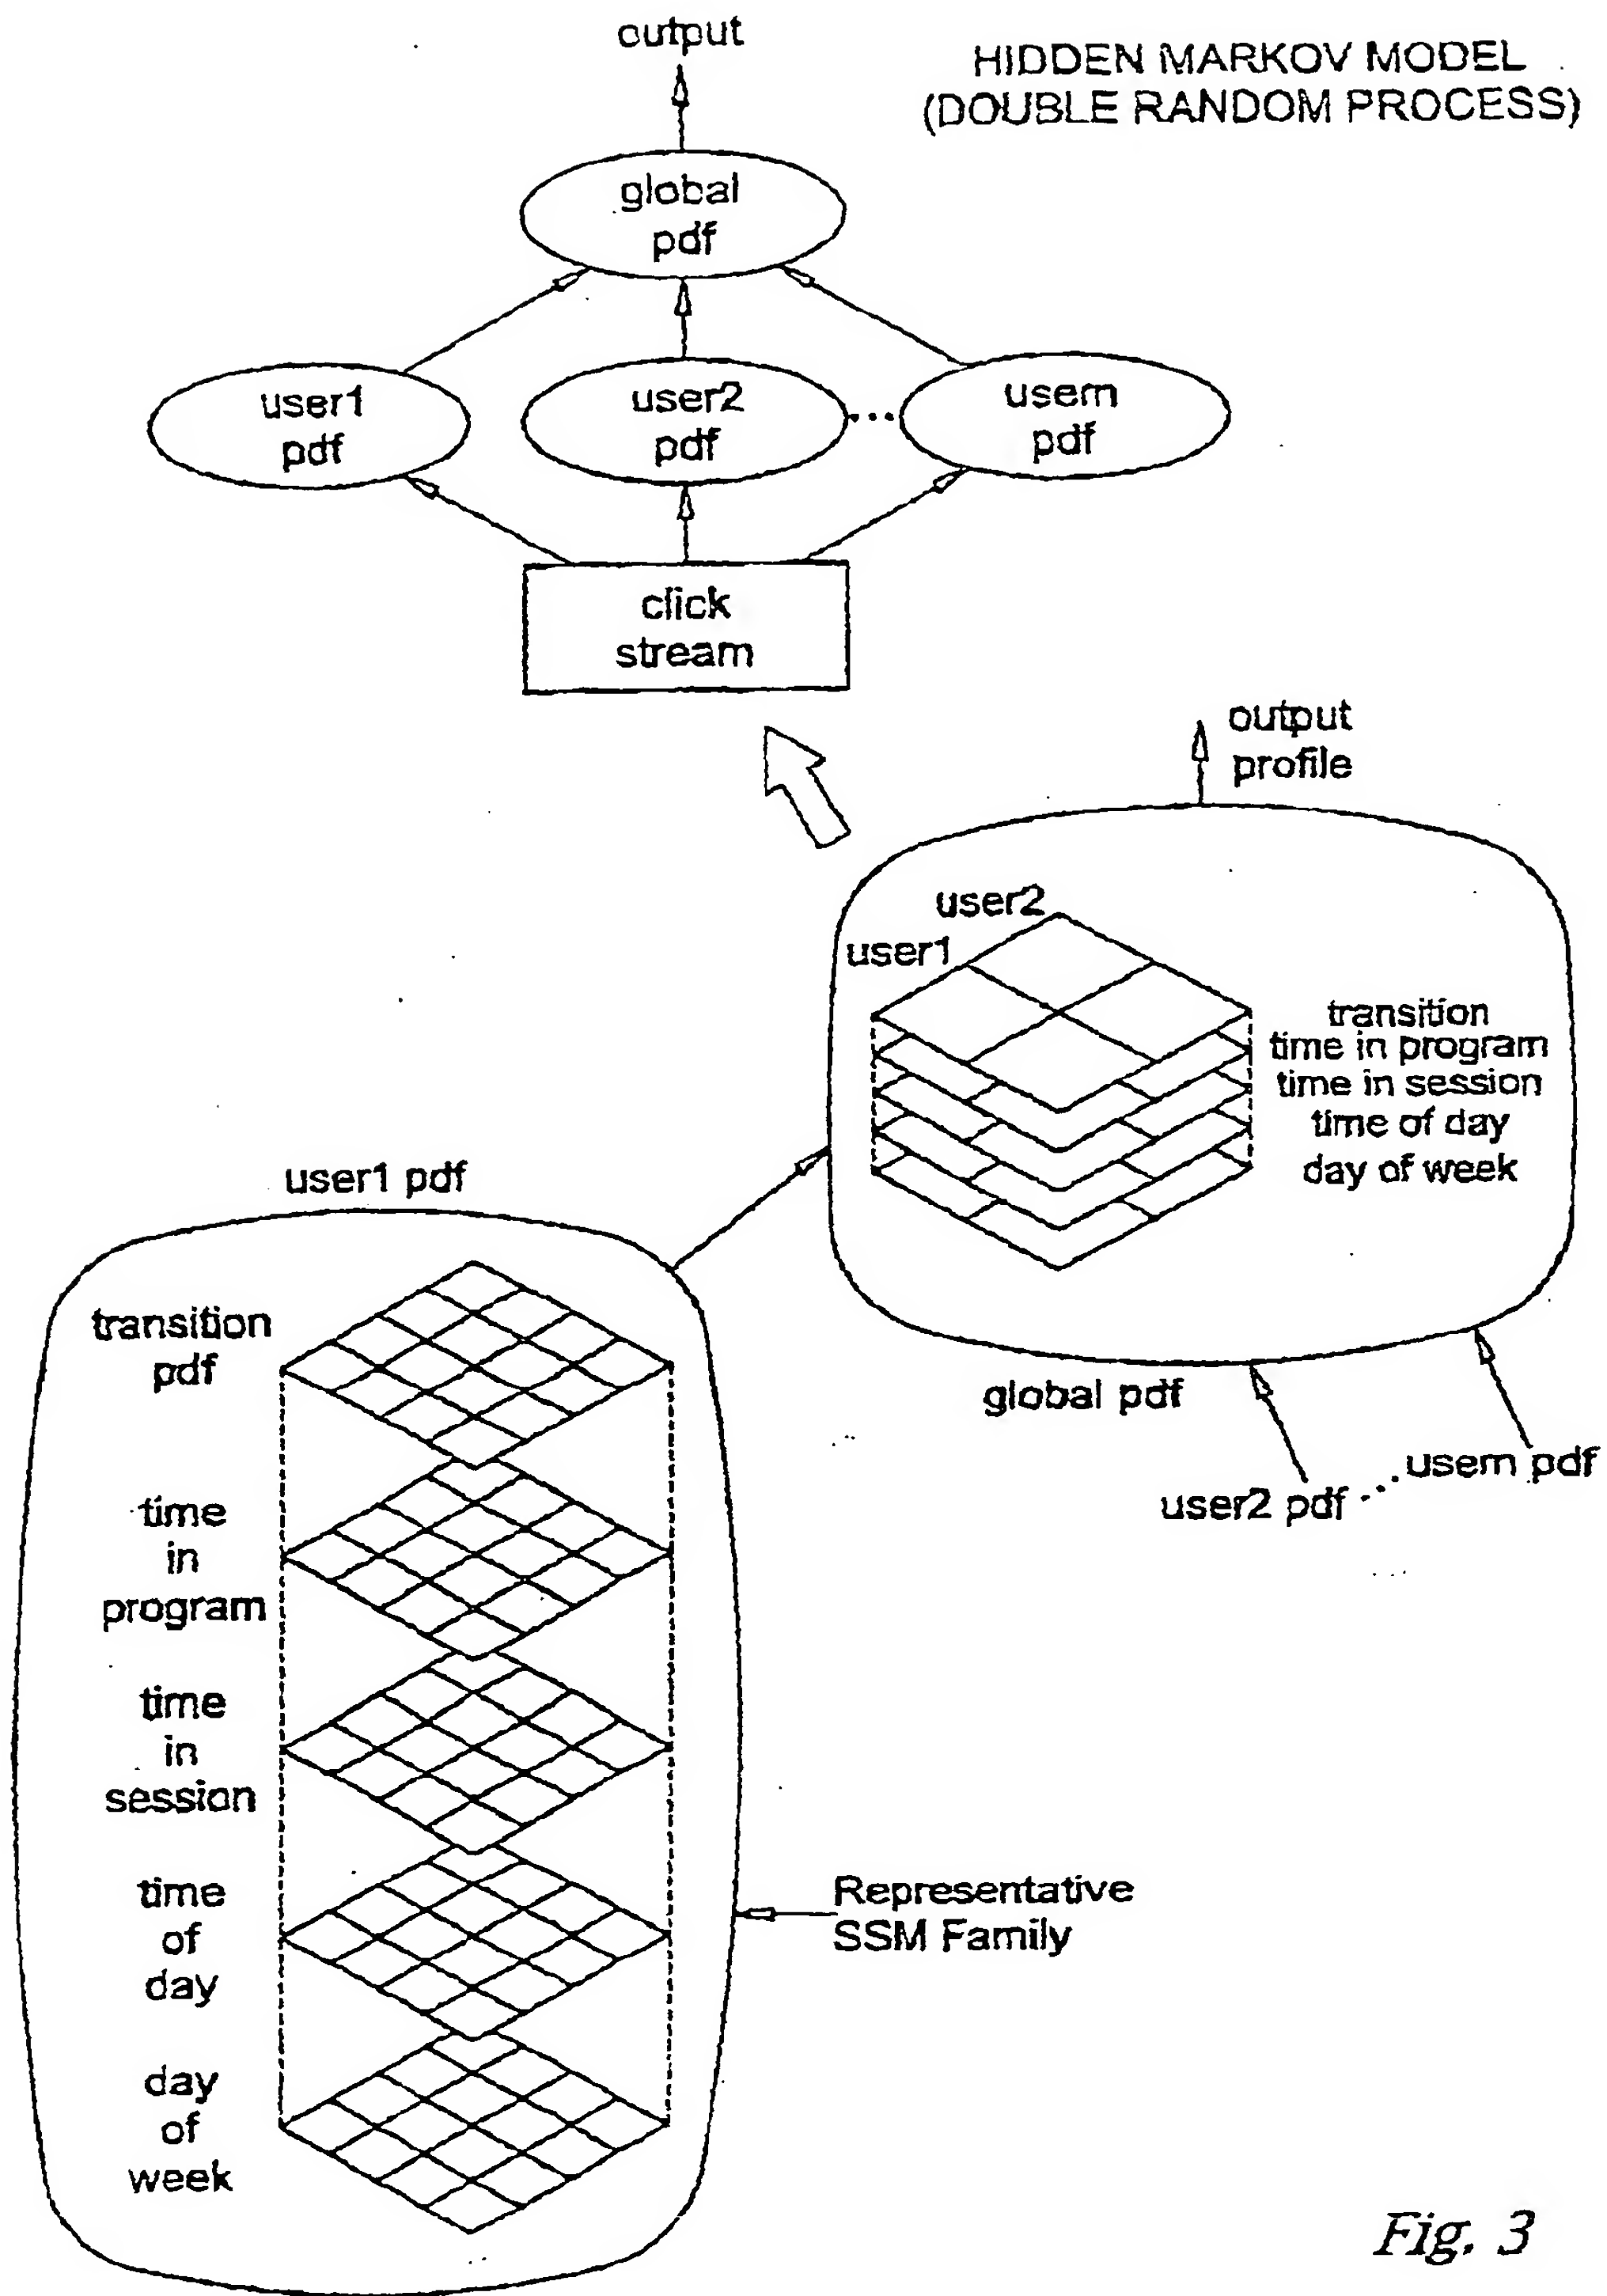 output
HIDDEN MARKOV MODEL
(DOUBLE RANDOM PROCESS)
global
pdf
user1
pdf
user2
pdf
usern
pdf
click
stream
output
profile
user2
user1
transition
time in program
time in session
time of day
day of week
user1 pdf
global pdf
usern pdf
user2 pdf
transition
pdf
time
in
program
time
in
session
time
of
day
day
of
week
Representative
SSM Family
Fig. 3